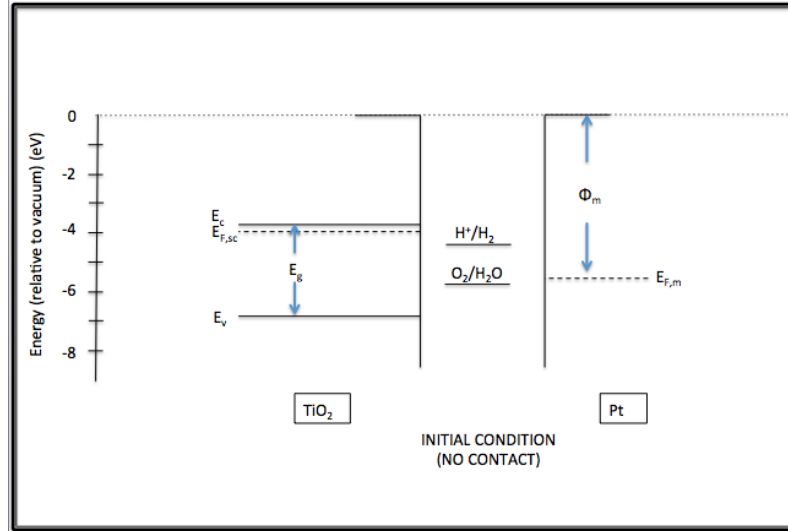 Energy (relative to vacuum) (eV)
0
-2
-4
-6
-8
E_c
E_F,sc
E_g
E_v
H⁺/H₂
O₂/H₂O
Φ_m
E_F,m
TiO₂
Pt
INITIAL CONDITION
(NO CONTACT)